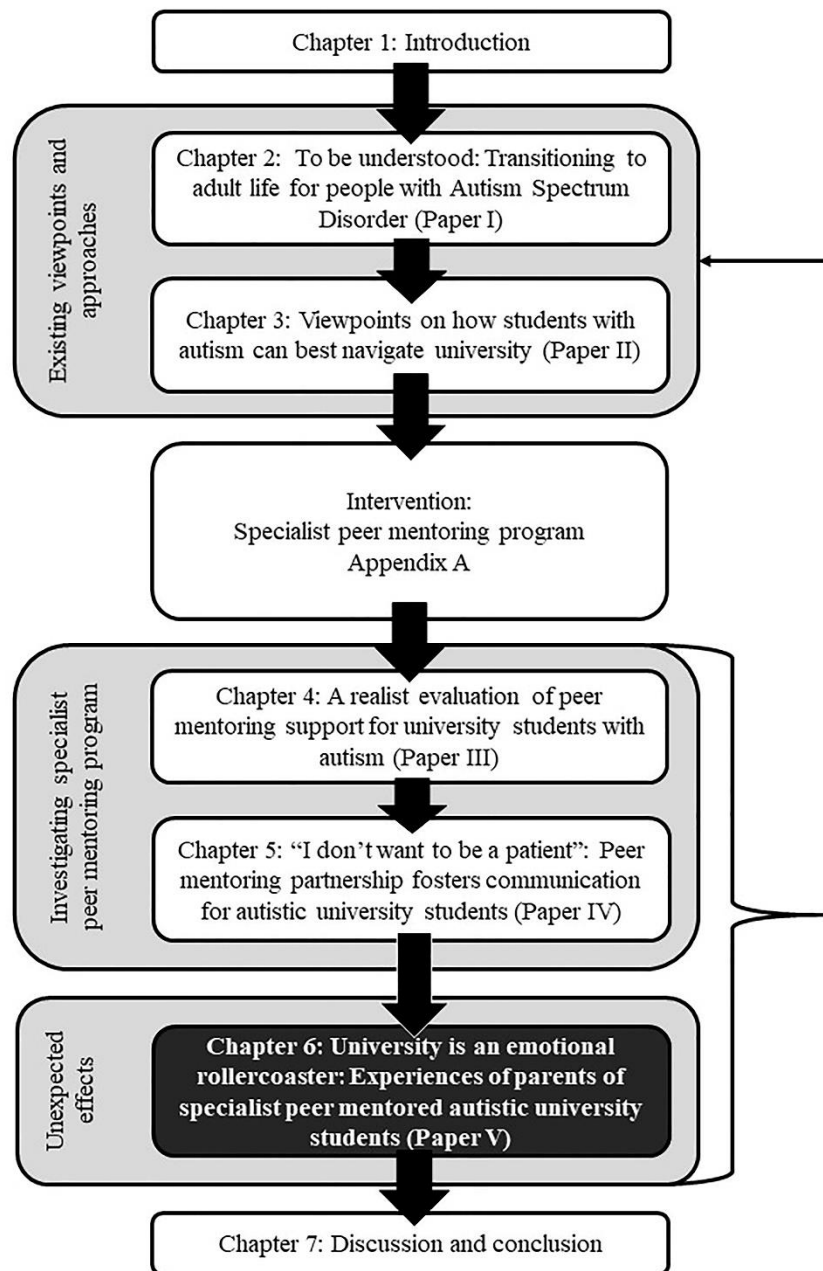 Chapter 1: Introduction
Existing viewpoints and
approaches
Chapter 2: To be understood: Transitioning to
adult life for people with Autism Spectrum
Disorder (Paper I)
Chapter 3: Viewpoints on how students with
autism can best navigate university (Paper II)
Intervention:
Specialist peer mentoring program
Appendix A
Investigating specialist
peer mentoring program
Chapter 4: A realist evaluation of peer
mentoring support for university students with
autism (Paper III)
Chapter 5: “I don’t want to be a patient”: Peer
mentoring partnership fosters communication
for autistic university students (Paper IV)
Unexpected
effects
Chapter 6: University is an emotional
rollercoaster: Experiences of parents of
specialist peer mentored autistic university
students (Paper V)
Chapter 7: Discussion and conclusion